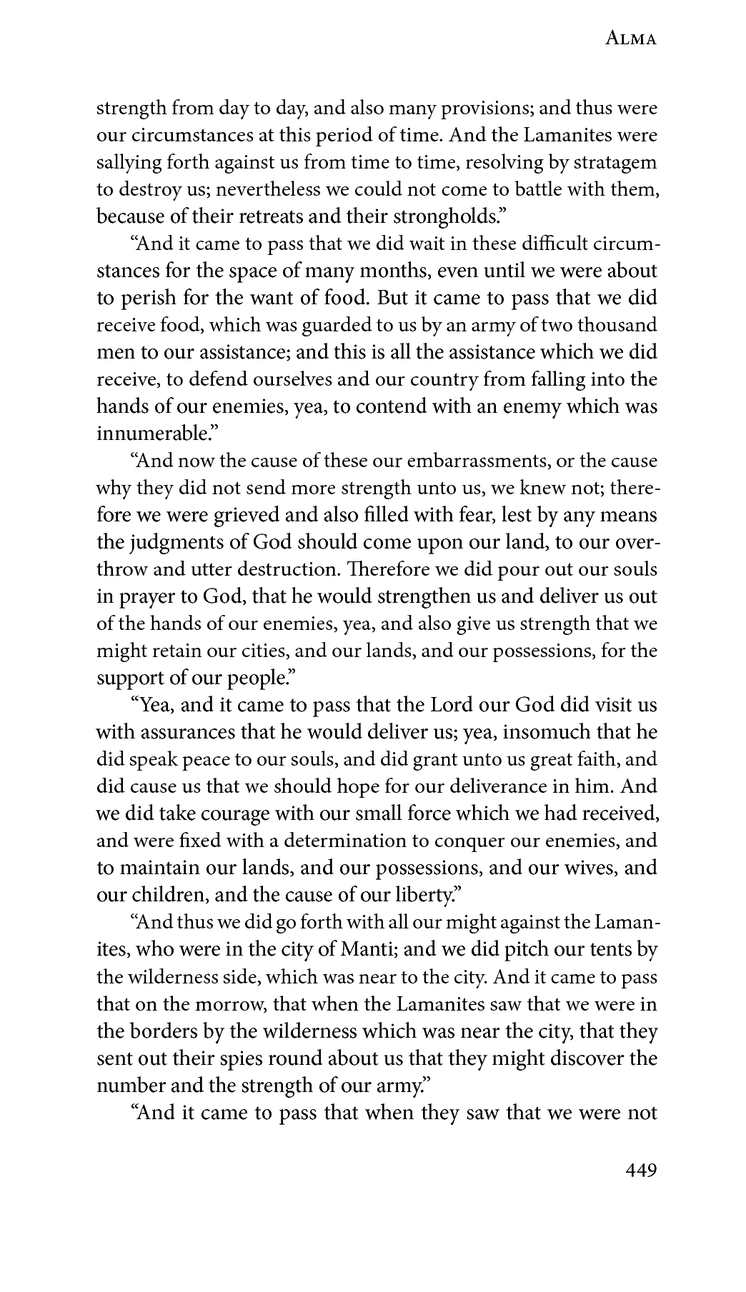 Alma
strength from day to day, and also many provisions; and thus were
our circumstances at this period of time. And the Lamanites were
sallying forth against us from time to time, resolving by stratagem
to destroy us; nevertheless we could not come to battle with them,
because of their retreats and their strongholds.”
“And it came to pass that we did wait in these difficult circum-
stances for the space of many months, even until we were about
to perish for the want of food. But it came to pass that we did
receive food, which was guarded to us by an army of two thousand
men to our assistance; and this is all the assistance which we did
receive, to defend ourselves and our country from falling into the
hands of our enemies, yea, to contend with an enemy which was
innumerable.”
“And now the cause of these our embarrassments, or the cause
why they did not send more strength unto us, we knew not; there-
fore we were grieved and also filled with fear, lest by any means
the judgments of God should come upon our land, to our over-
throw and utter destruction. Therefore we did pour out our souls
in prayer to God, that he would strengthen us and deliver us out
of the hands of our enemies, yea, and also give us strength that we
might retain our cities, and our lands, and our possessions, for the
support of our people.”
“Yea, and it came to pass that the Lord our God did visit us
with assurances that he would deliver us; yea, insomuch that he
did speak peace to our souls, and did grant unto us great faith, and
did cause us that we should hope for our deliverance in him. And
we did take courage with our small force which we had received,
and were fixed with a determination to conquer our enemies, and
to maintain our lands, and our possessions, and our wives, and
our children, and the cause of our liberty.”
“And thus we did go forth with all our might against the Laman-
ites, who were in the city of Manti; and we did pitch our tents by
the wilderness side, which was near to the city. And it came to pass
that on the morrow, that when the Lamanites saw that we were in
the borders by the wilderness which was near the city, that they
sent out their spies round about us that they might discover the
number and the strength of our army.”
“And it came to pass that when they saw that we were not
449